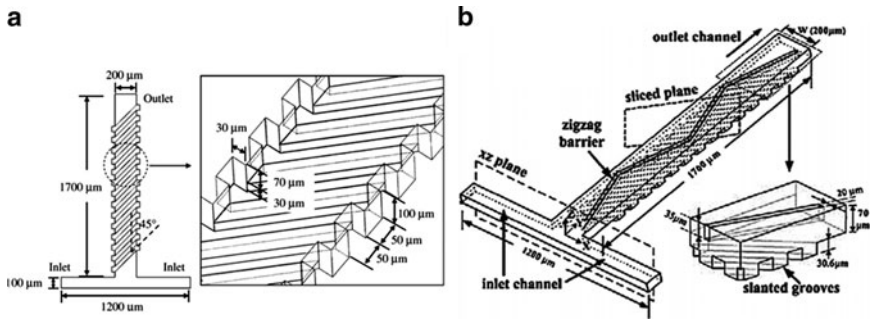 a
200 μm
Outlet
1700 μm
45°
Inlet
Inlet
100 μm
1200 μm
30 μm
70 μm
30 μm
100 μm
50 μm
50 μm
b
outlet channel
W (200μm)
sliced plane
zigzag
barrier
xz plane
1700 μm
1200 μm
inlet channel
20 μm
35μm
70
μm
30.6μm
slanted grooves